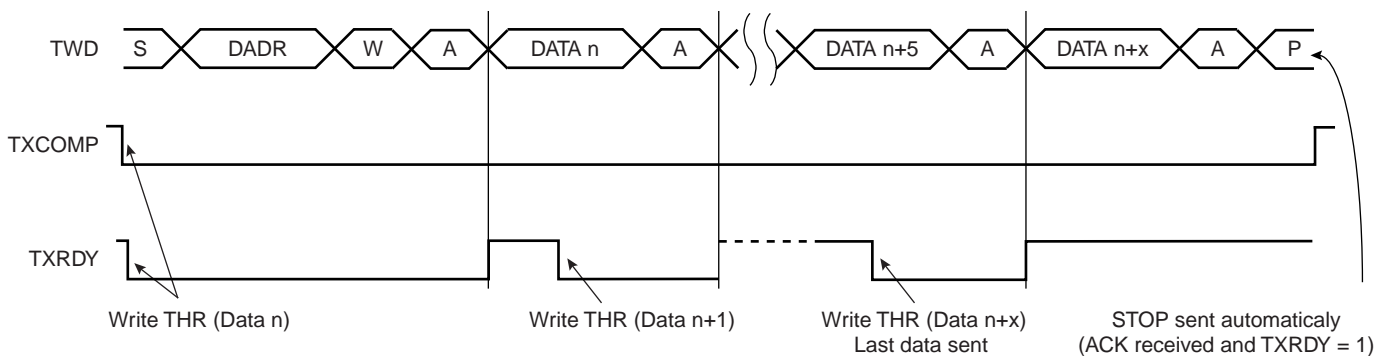 TWD S DADR W A DATA n A DATA n+5 A DATA n+x A P
TXCOMP
TXRDY
Write THR (Data n)
Write THR (Data n+1)
Write THR (Data n+x)
Last data sent
STOP sent automaticaly
(ACK received and TXRDY = 1)